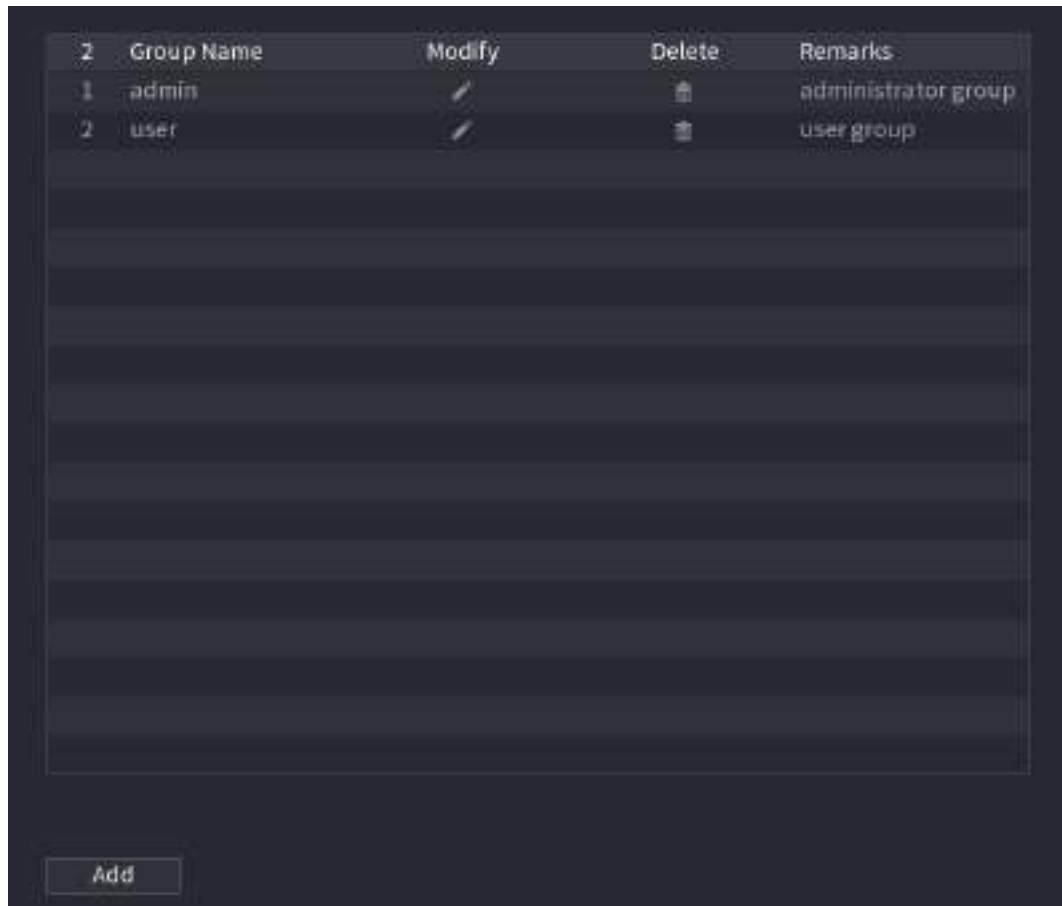 2 Group Name Modify Delete Remarks
1 admin administrator group
2 user user group
Add